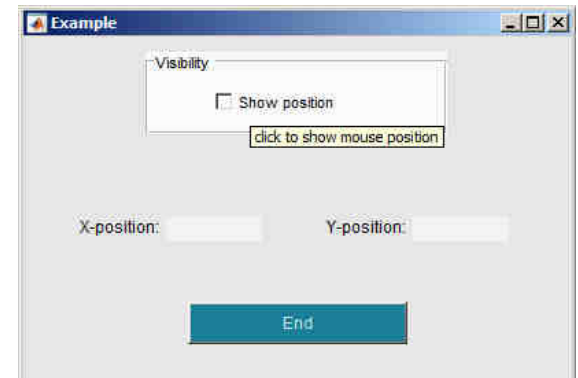 Example
Visibility
Show position
click to show mouse position
X-position: Y-position:
End